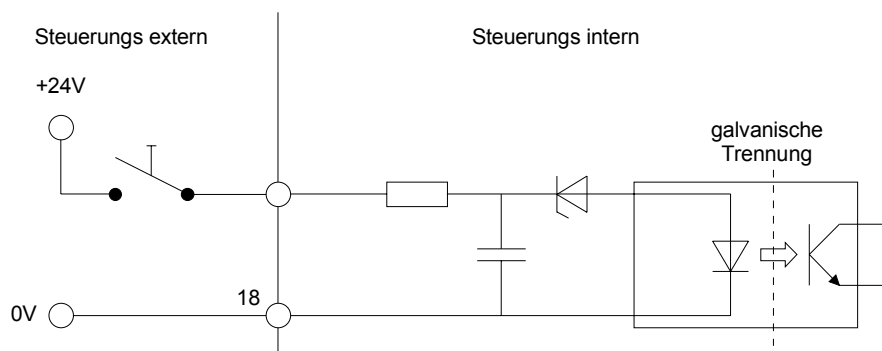 Steuerungs extern
Steuerungs intern
+24V
galvanische
Trennung
18
0V